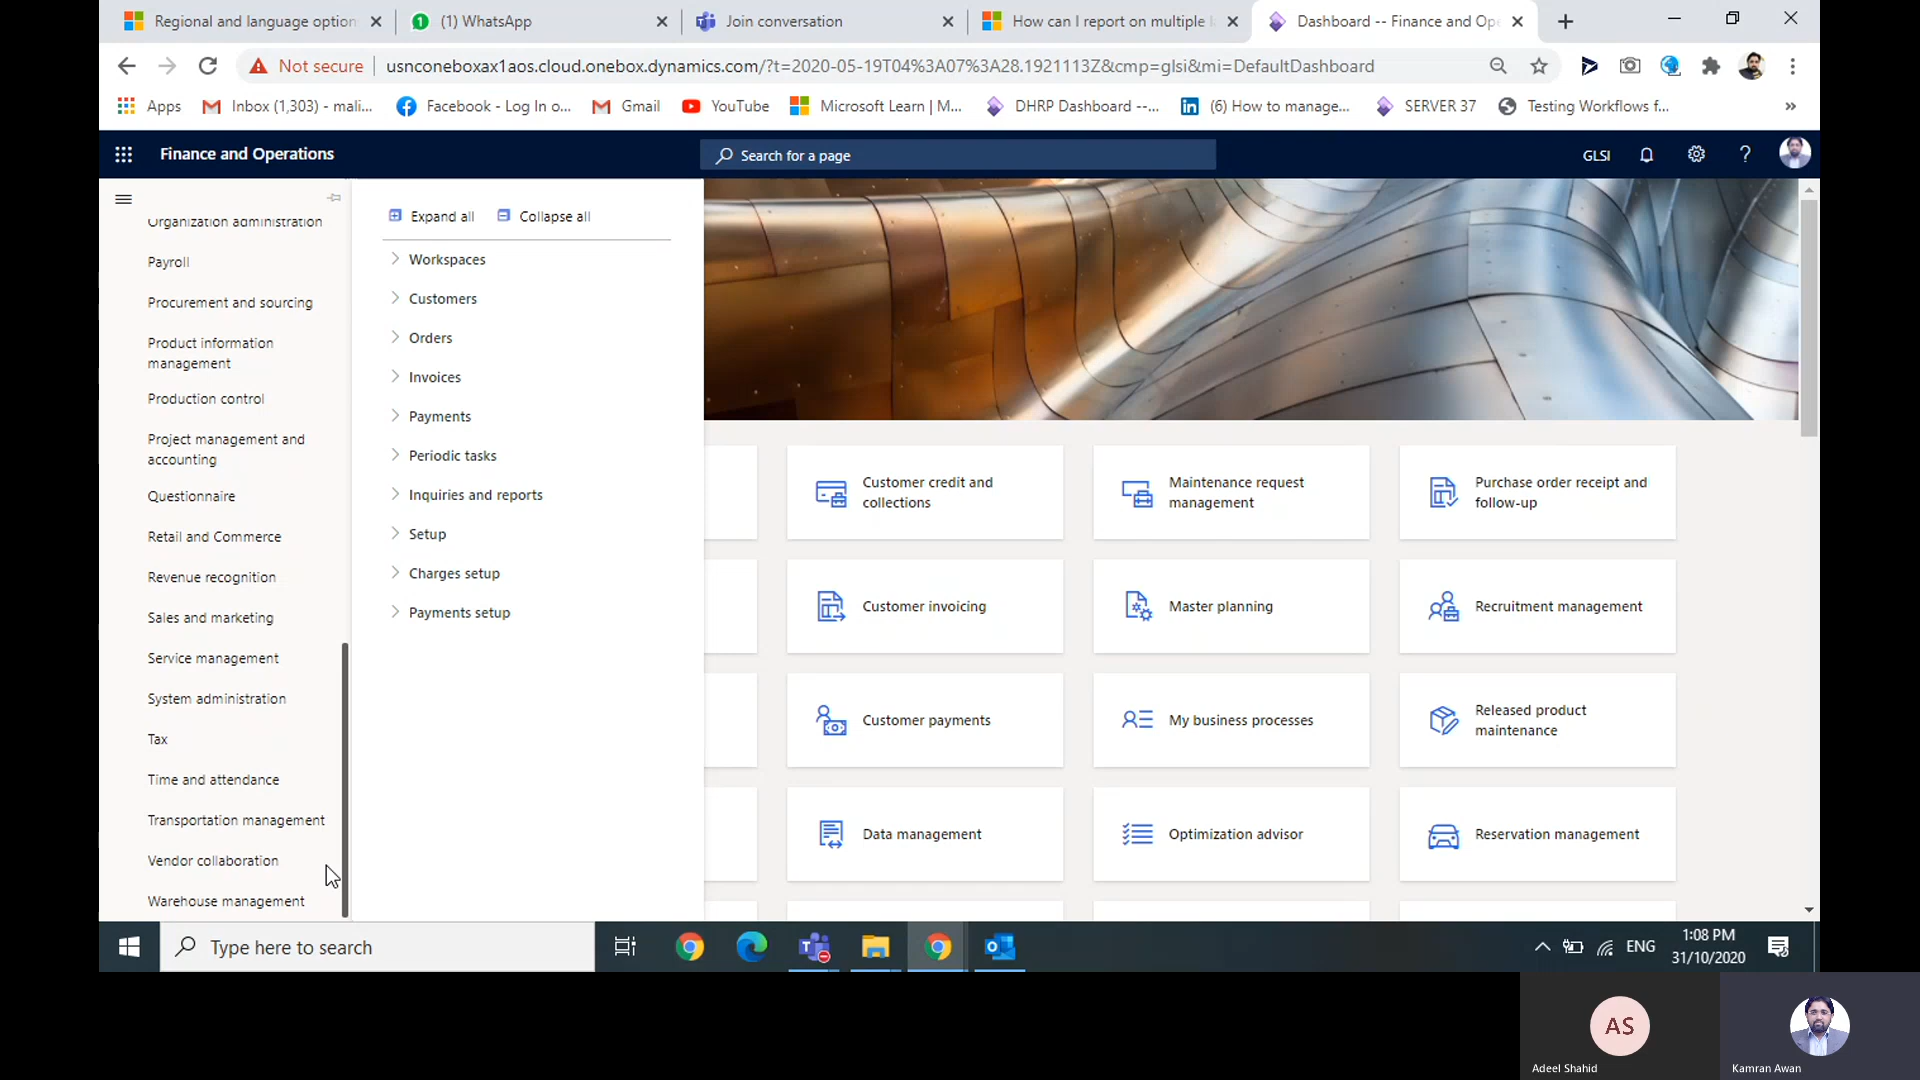 Regional and language option
(1) WhatsApp
Join conversation
How can I report on multiple l
Dashboard -- Finance and Ope
Not secure
usnconeboxax1aos.cloud.onebox.dynamics.com/?t=2020-05-19T04%3A07%3A28.1921113Z&cmp=glsi&mi=DefaultDashboard
Apps
Inbox (1,303) - mali...
Facebook - Log In o...
Gmail
YouTube
Microsoft Learn | M...
DHRP Dashboard --...
(6) How to manage...
SERVER 37
Testing Workflows f...
»
Finance and Operations
Search for a page
GLSI
Organization administration
Payroll
Procurement and sourcing
Product information
management
Production control
Project management and
accounting
Questionnaire
Retail and Commerce
Revenue recognition
Sales and marketing
Service management
System administration
Tax
Time and attendance
Transportation management
Vendor collaboration
Warehouse management
Expand all
Collapse all
Workspaces
Customers
Orders
Invoices
Payments
Periodic tasks
Inquiries and reports
Setup
Charges setup
Payments setup
Customer credit and
collections
Maintenance request
management
Purchase order receipt and
follow-up
Customer invoicing
Master planning
Recruitment management
Customer payments
My business processes
Released product
maintenance
Data management
Optimization advisor
Reservation management
Type here to search
ENG
1:08 PM
31/10/2020
AS
Adeel Shahid
Kamran Awan